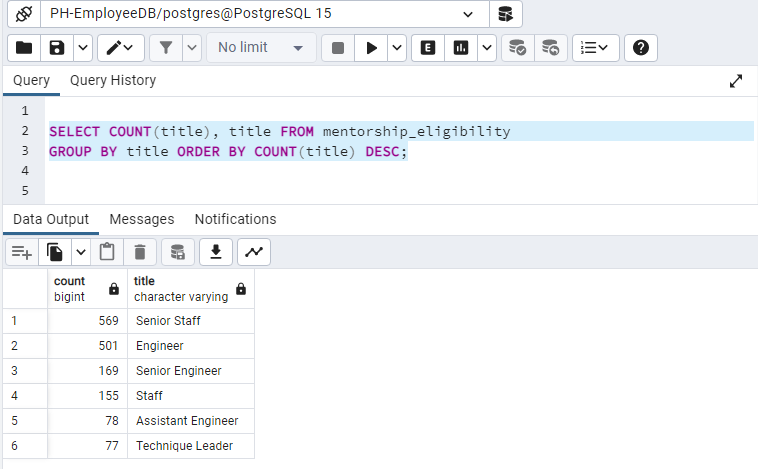 PH-EmployeeDB/postgres@PostgreSQL 15
No limit
E
Query Query History
1
2 SELECT COUNT(title), title FROM mentorship_eligibility
3 GROUP BY title ORDER BY COUNT(title) DESC;
4
5
Data Output Messages Notifications
count title
bigint character varying
1 569 Senior Staff
2 501 Engineer
3 169 Senior Engineer
4 155 Staff
5 78 Assistant Engineer
6 77 Technique Leader